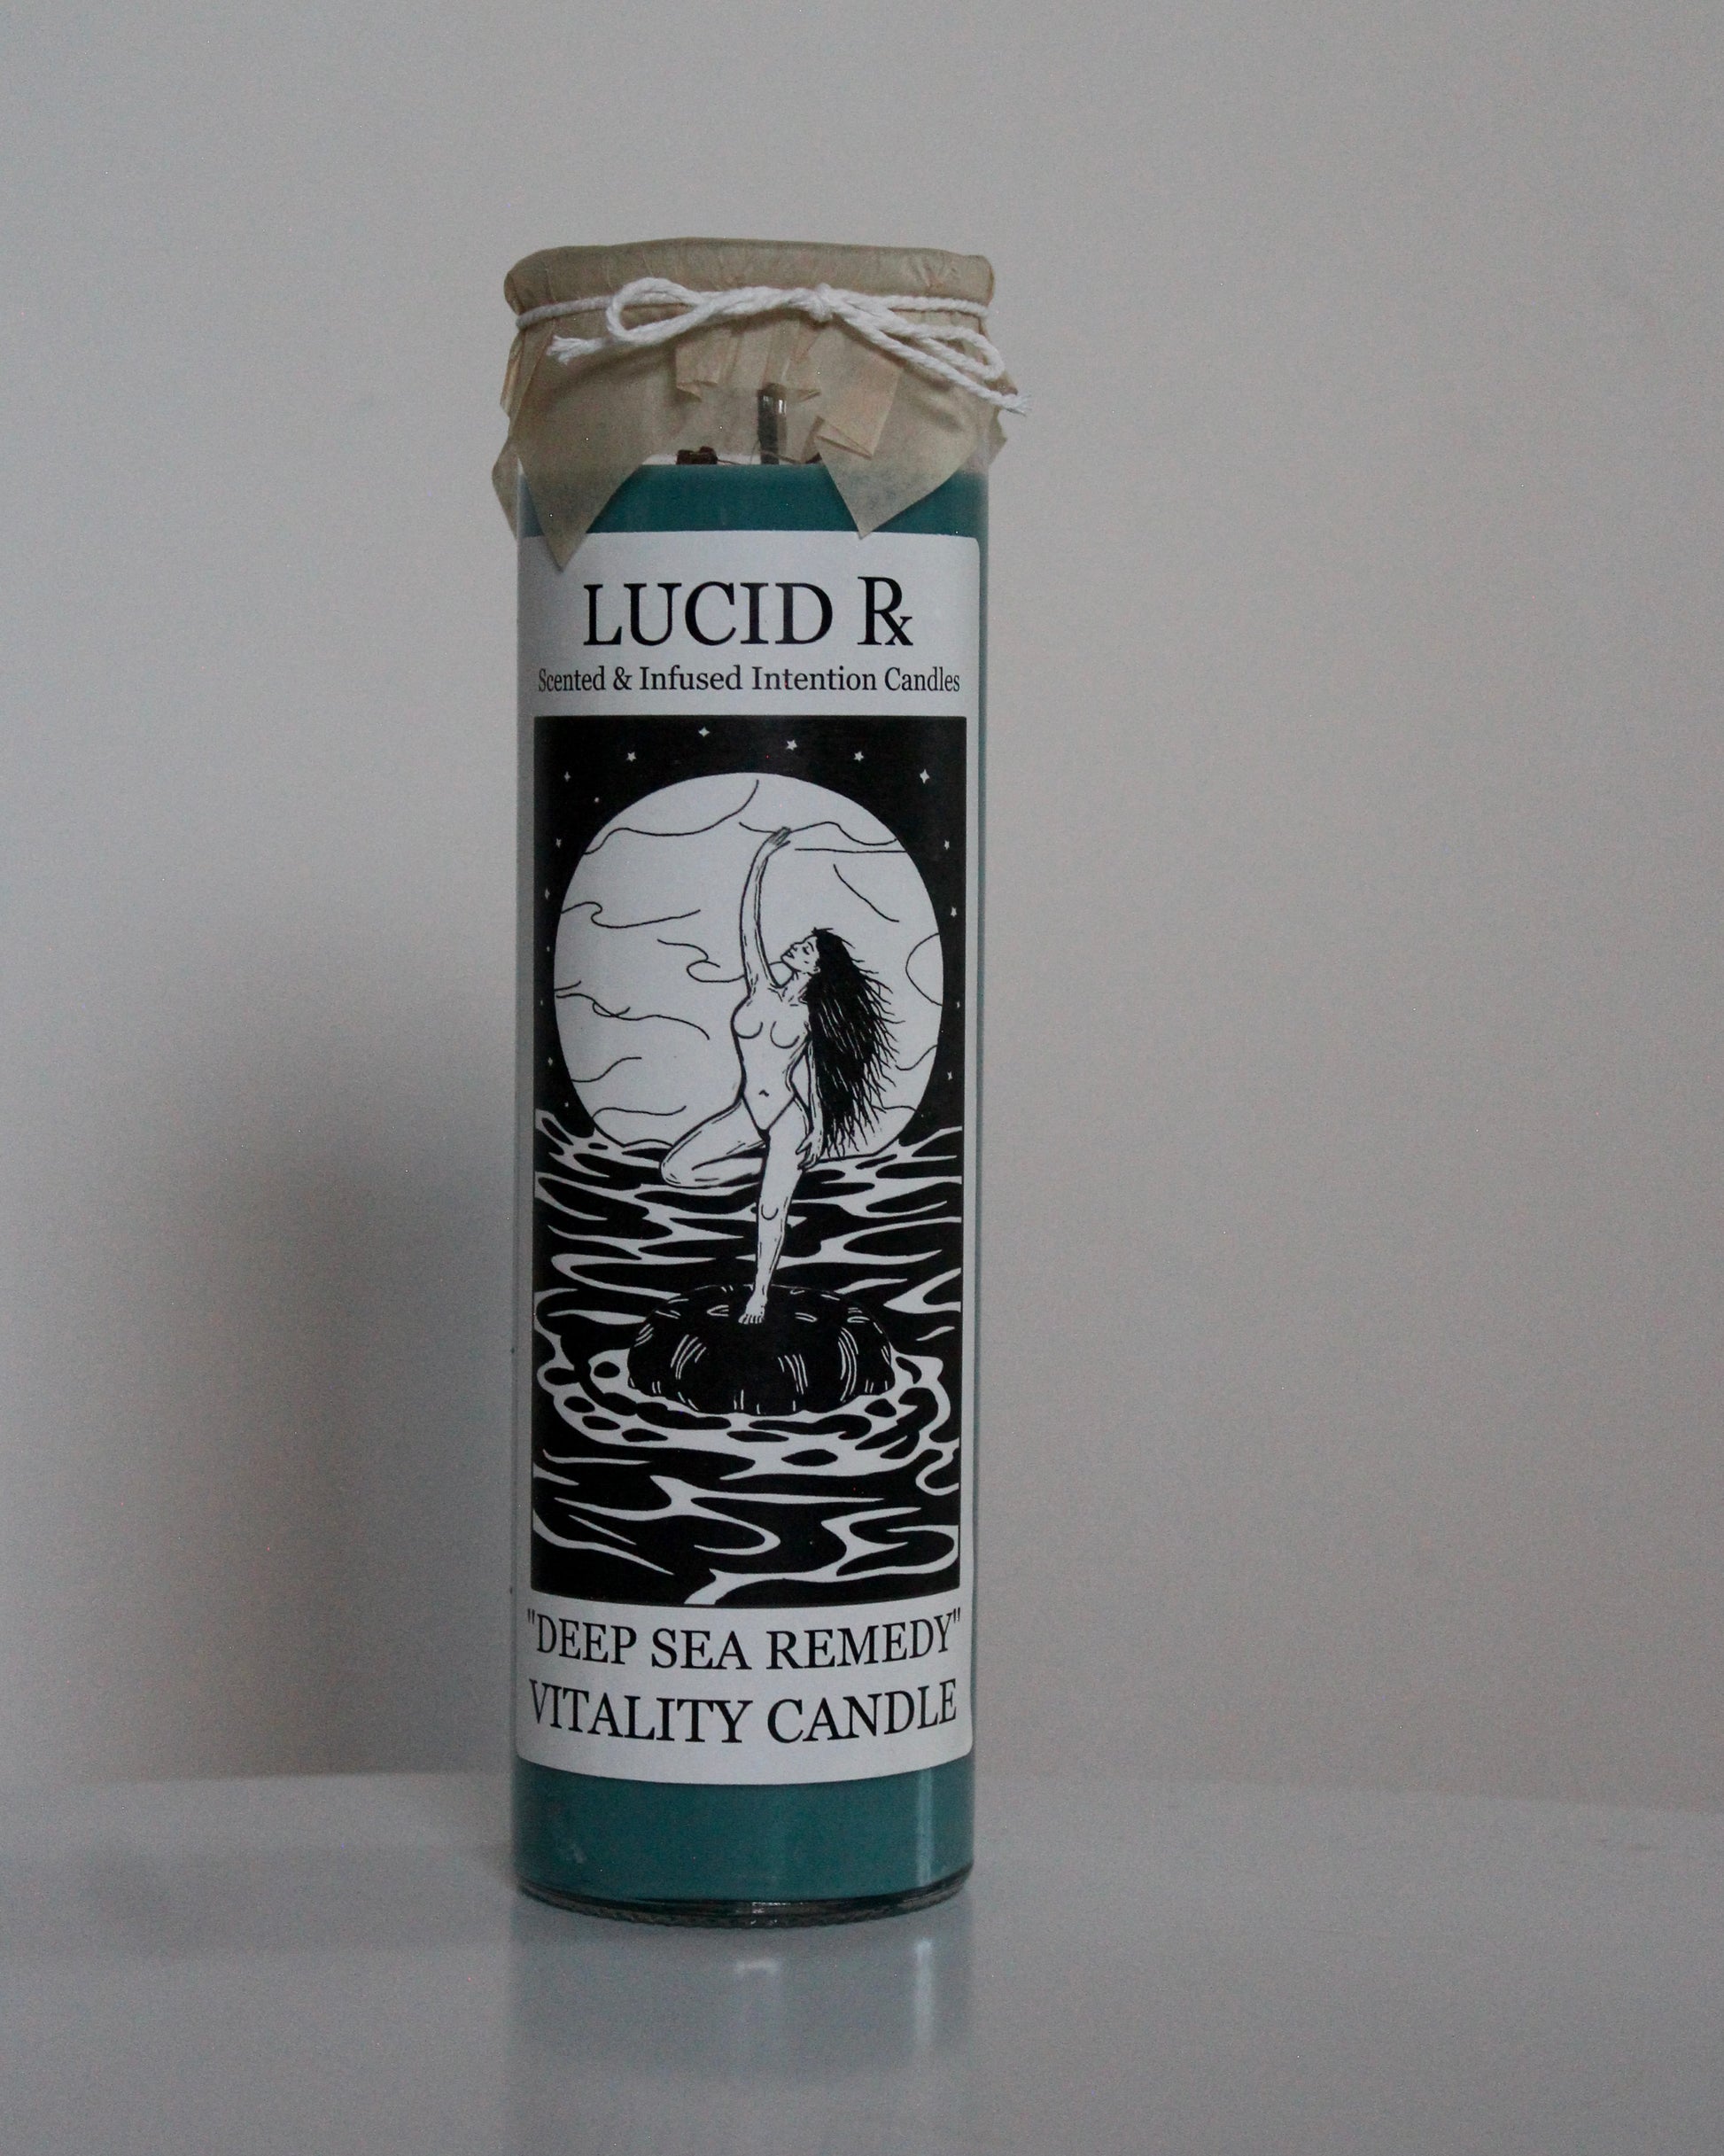 LUCID ℞
Scented & Infused Intention Candles
"DEEP SEA REMEDY"
VITALITY CANDLE